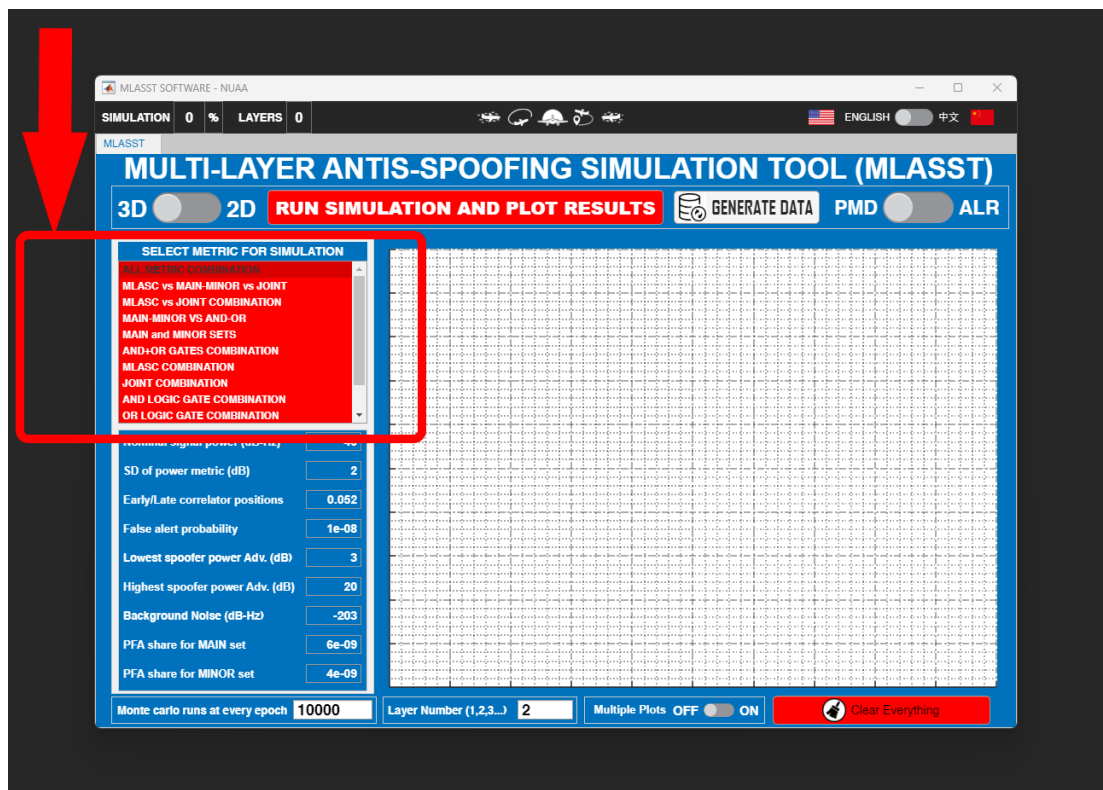 MLASST SOFTWARE - NUAA
SIMULATION 0 % LAYERS 0 ENGLISH 中文
MLASST
MULTI-LAYER ANTIS-SPOOFING SIMULATION TOOL (MLASST)
3D 2D RUN SIMULATION AND PLOT RESULTS GENERATE DATA PMD ALR
SELECT METRIC FOR SIMULATION
ALL METRIC COMBINATION
MLASC vs MAIN-MINOR vs JOINT
MLASC vs JOINT COMBINATION
MAIN-MINOR VS AND-OR
MAIN and MINOR SETS
AND+OR GATES COMBINATION
MLASC COMBINATION
JOINT COMBINATION
AND LOGIC GATE COMBINATION
OR LOGIC GATE COMBINATION
Nominal signal power (dB-Hz)
SD of power metric (dB) 2
Early/Late correlator positions 0.052
False alert probability 1e-08
Lowest spoofer power Adv. (dB) 3
Highest spoofer power Adv. (dB) 20
Background Noise (dB-Hz) -203
PFA share for MAIN set 6e-09
PFA share for MINOR set 4e-09
Monte carlo runs at every epoch 10000 Layer Number (1,2,3...) 2 Multiple Plots OFF ON Clear Everything